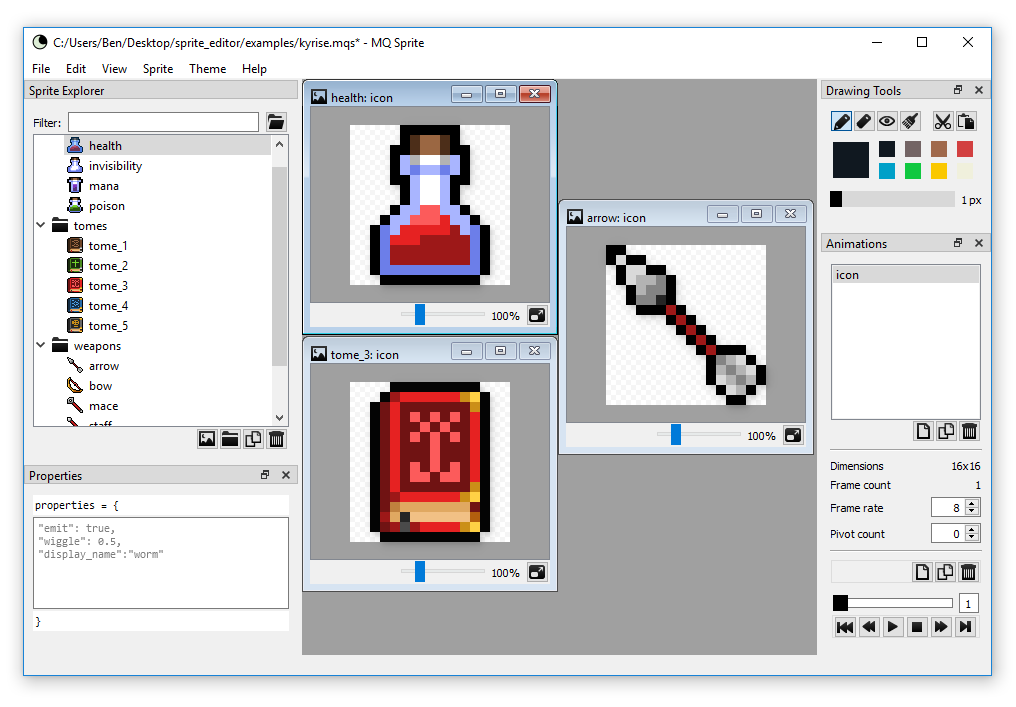 C:/Users/Ben/Desktop/sprite_editor/examples/kyrise.mqs* - MQ Sprite
File Edit View Sprite Theme Help
Sprite Explorer
Filter:
health
invisibility
mana
poison
tomes
tome_1
tome_2
tome_3
tome_4
tome_5
weapons
arrow
bow
mace
staff
Properties
properties = {
"emit": true,
"wiggle": 0.5,
"display_name":"worm"
}
health: icon
100%
tome_3: icon
100%
arrow: icon
100%
Drawing Tools
1 px
Animations
icon
Dimensions 16x16
Frame count 1
Frame rate 8
Pivot count 0
1